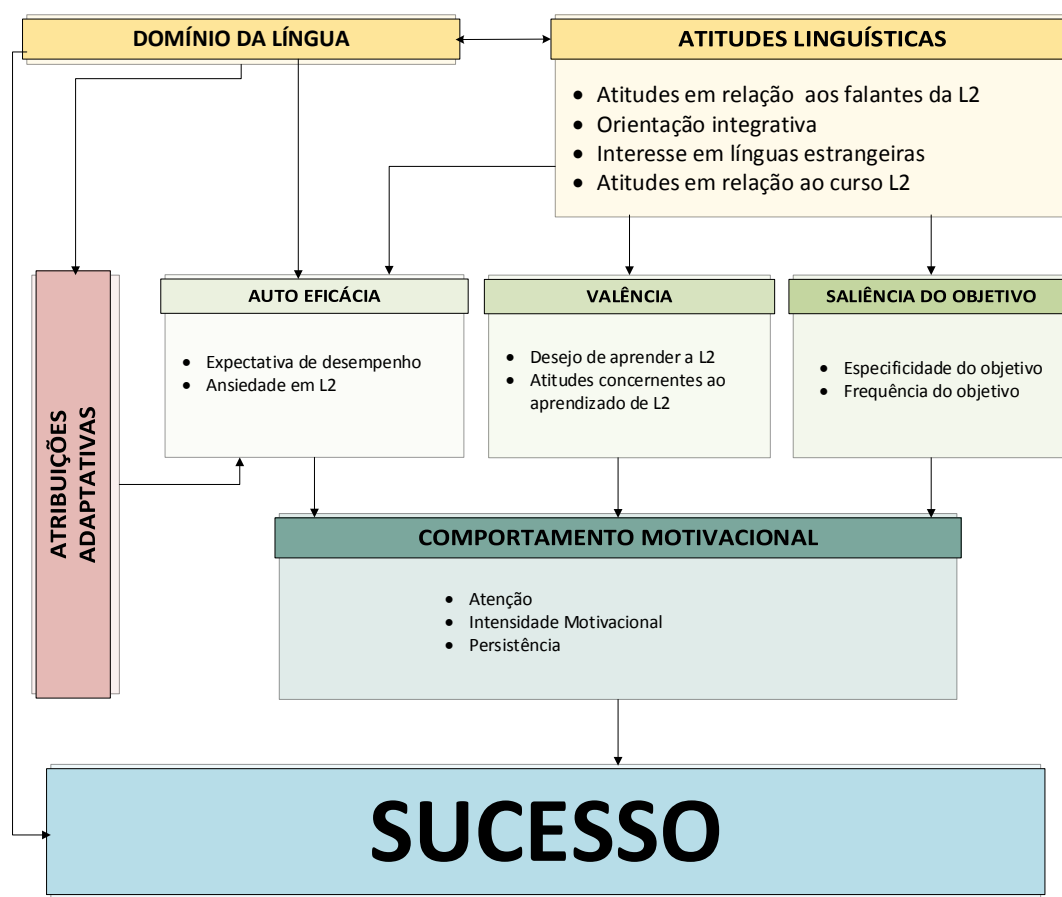 DOMÍNIO DA LÍNGUA
ATITUDES LINGUÍSTICAS
• Atitudes em relação aos falantes da L2
• Orientação integrativa
• Interesse em línguas estrangeiras
• Atitudes em relação ao curso L2
ATRIBUIÇÕES
ADAPTATIVAS
AUTO EFICÁCIA
• Expectativa de desempenho
• Ansiedade em L2
VALÊNCIA
• Desejo de aprender a L2
• Atitudes concernentes ao
aprendizado de L2
SALIÊNCIA DO OBJETIVO
• Especificidade do objetivo
• Frequência do objetivo
COMPORTAMENTO MOTIVACIONAL
• Atenção
• Intensidade Motivacional
• Persistência
SUCESSO